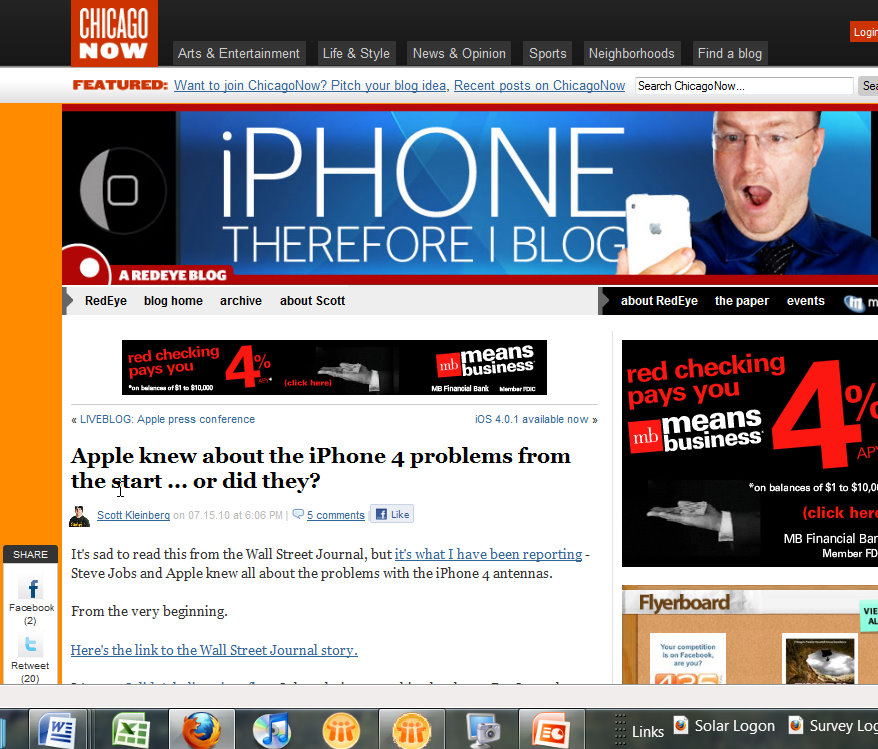 CHICAGO
NOW
Arts & Entertainment Life & Style News & Opinion Sports Neighborhoods Find a blog
Login
FEATURED: Want to join ChicagoNow? Pitch your blog idea, Recent posts on ChicagoNow Search ChicagoNow...
iPHONE
THEREFORE I BLOG
A REDEYE BLOG
RedEye blog home archive about Scott about RedEye the paper events
red checking
pays you
4%
APY*
*on balances of $1 to $10,000
(click here)
mb means
business
MB Financial Bank Member FDIC
« LIVEBLOG: Apple press conference iOS 4.0.1 available now »
Apple knew about the iPhone 4 problems from
the start ... or did they?
Scott Kleinberg on 07.15.10 at 6:06 PM | 5 comments | Like
It's sad to read this from the Wall Street Journal, but it's what I have been reporting -
Steve Jobs and Apple knew all about the problems with the iPhone 4 antennas.
From the very beginning.
Here's the link to the Wall Street Journal story.
SHARE
Facebook
(2)
Retweet
(20)
red checking
pays you
4%
APY
mb means
business
*on balances of $1 to $10,0
(click her
MB Financial Bar
Member FD
Flyerboard
VIE
AL
Your competition
is on Facebook,
are you?
Links Solar Logon Survey Log